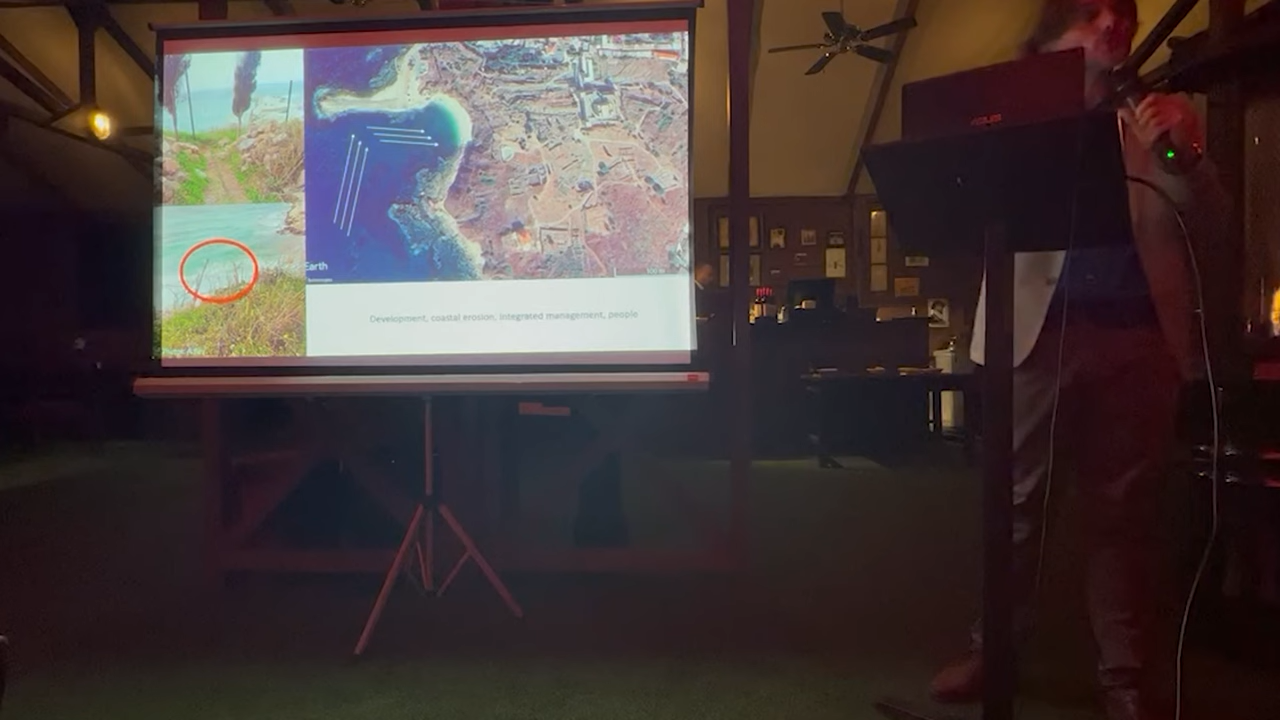 Earth
Development, coastal erosion, integrated management, people
ASUS